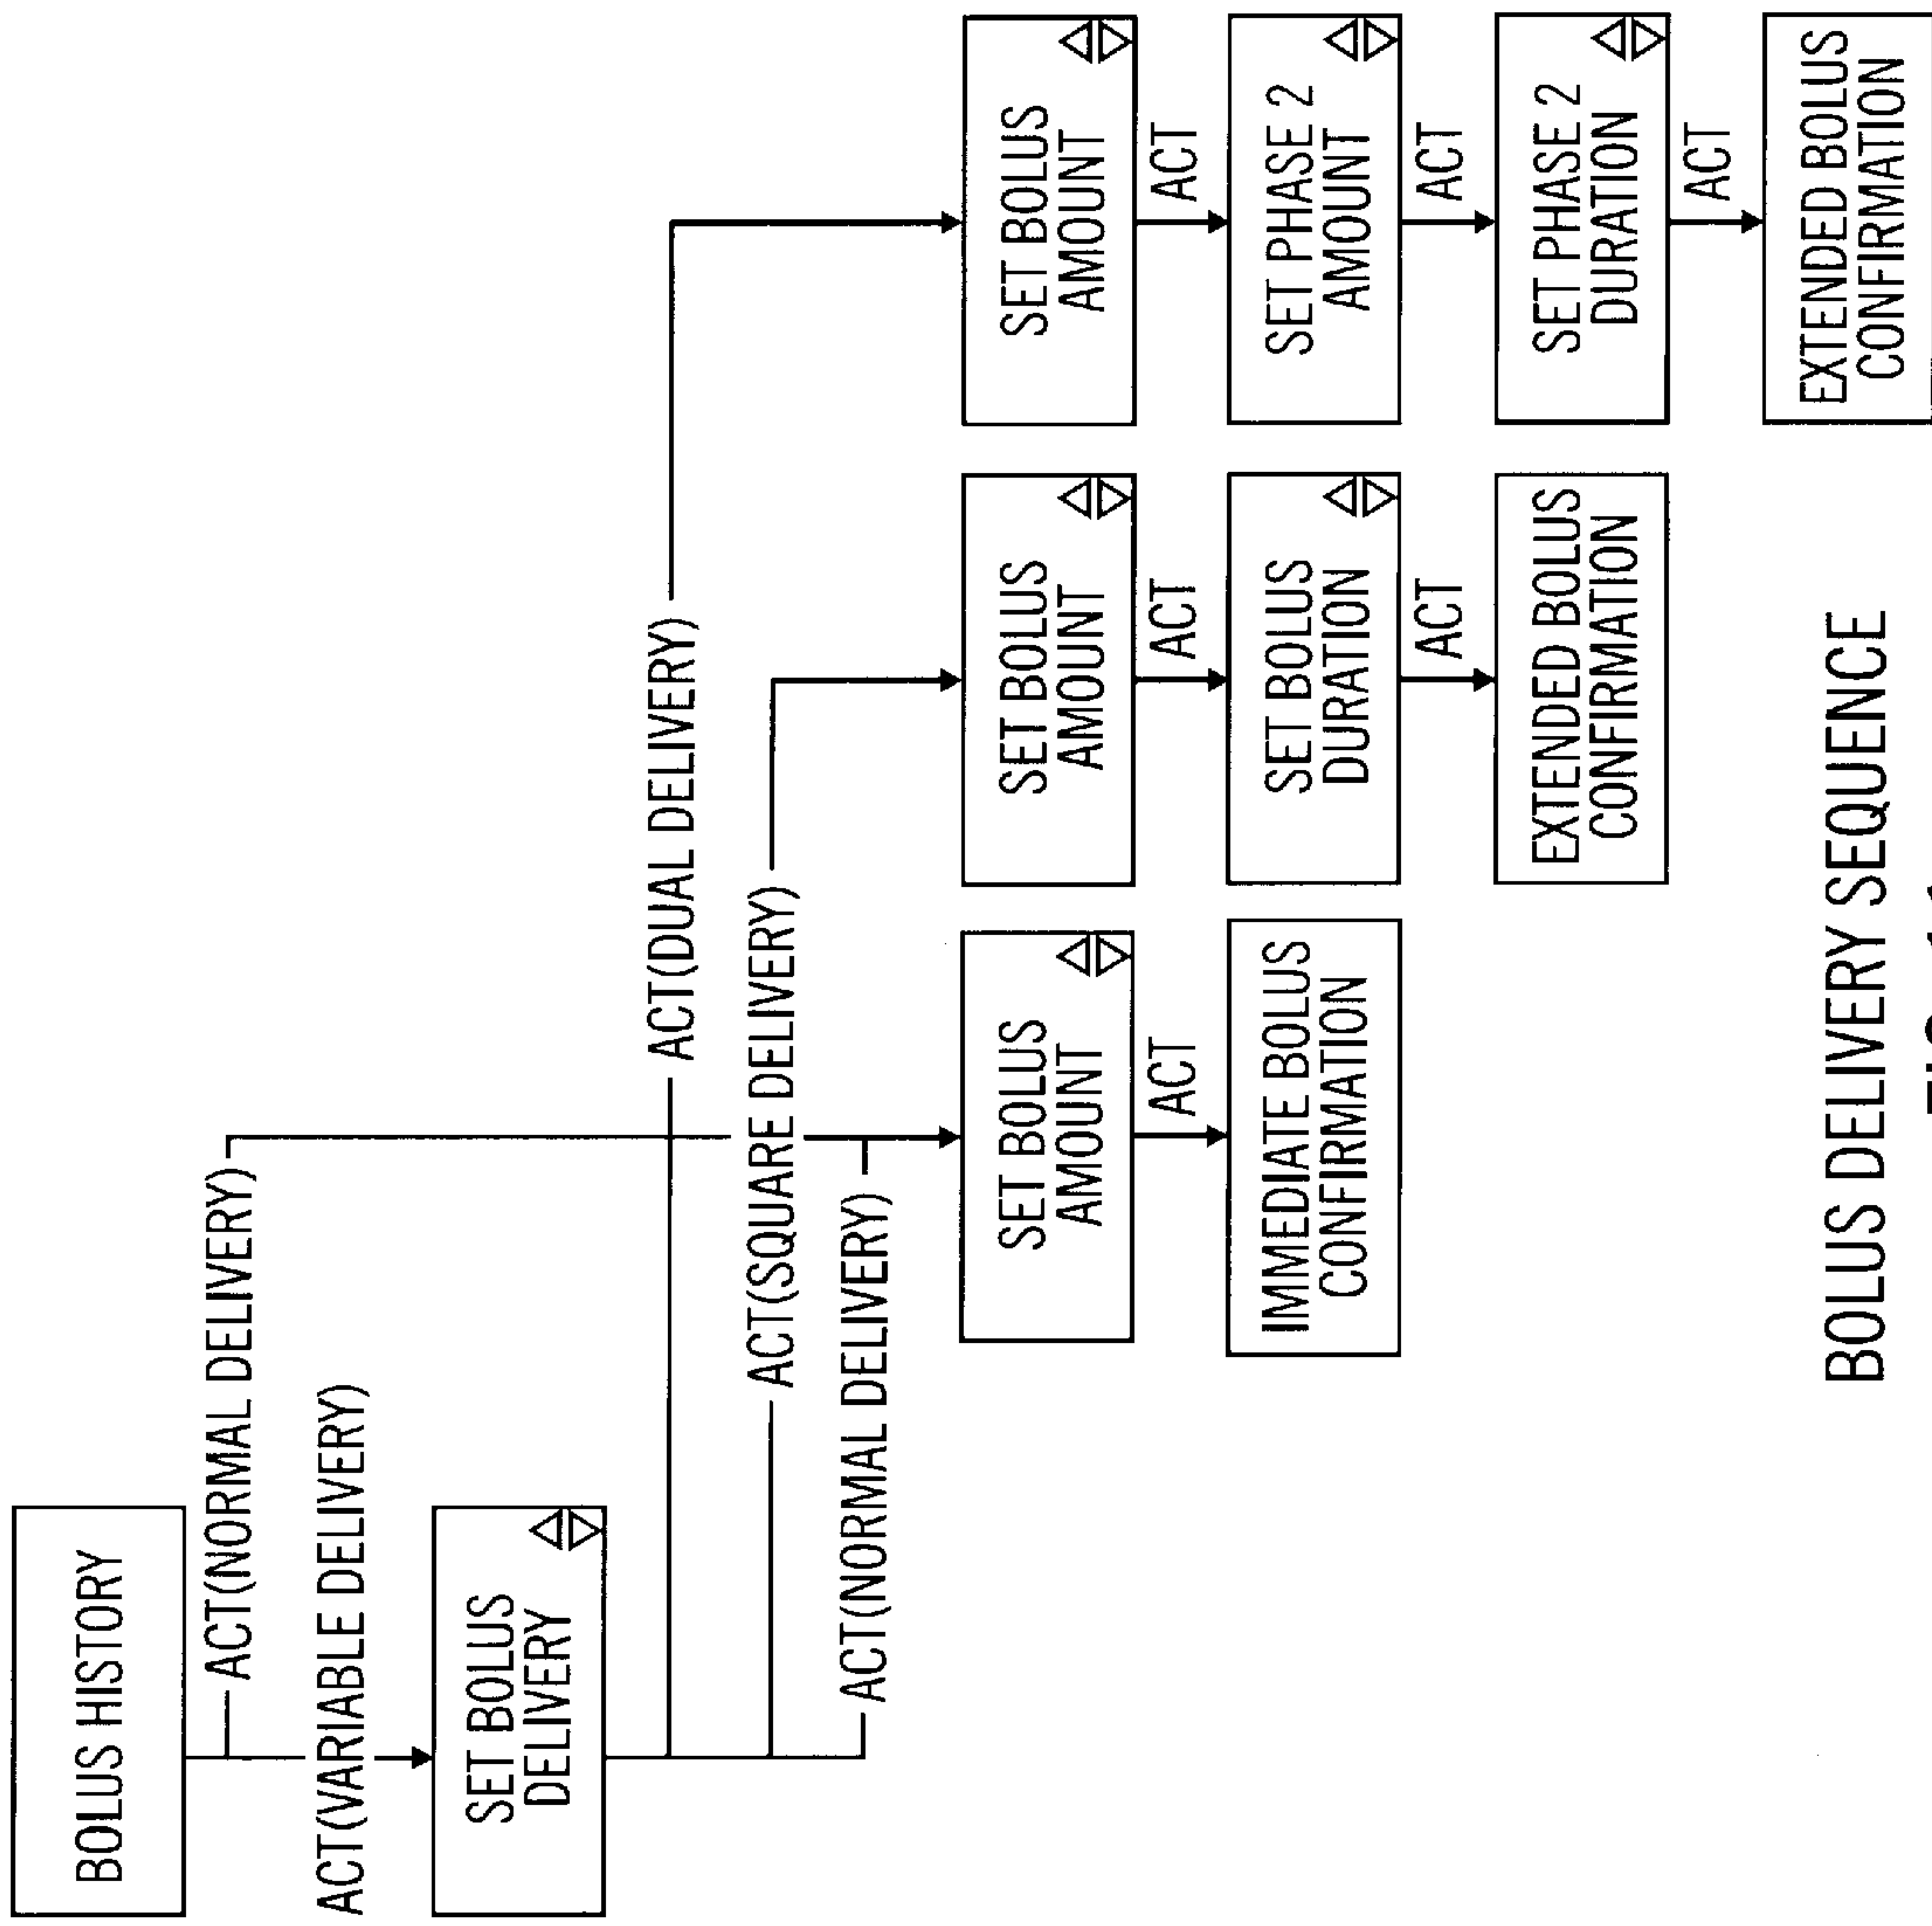 BOLUS HISTORY
ACT(NORMAL DELIVERY)
ACT(VARIABLE DELIVERY)
SET BOLUS
DELIVERY
ACT(DUAL DELIVERY)
ACT(SQUARE DELIVERY)
ACT(NORMAL DELIVERY)
SET BOLUS
AMOUNT
ACT
IMMEDIATE BOLUS
CONFIRMATION
SET BOLUS
AMOUNT
ACT
SET BOLUS
DURATION
ACT
EXTENDED BOLUS
CONFIRMATION
SET BOLUS
AMOUNT
ACT
SET PHASE 2
AMOUNT
ACT
SET PHASE 2
DURATION
ACT
EXTENDED BOLUS
CONFIRMATION
BOLUS DELIVERY SEQUENCE